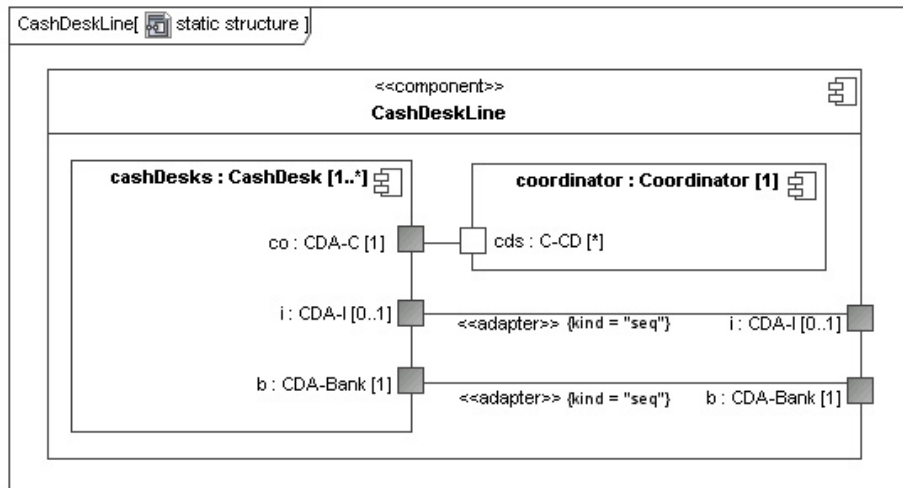 CashDeskLine[ static structure ]
<<component>>
CashDeskLine
cashDesks : CashDesk [1..*]
coordinator : Coordinator [1]
co : CDA-C [1]
cds : C-CD [*]
i : CDA-I [0..1]
<<adapter>> {kind = "seq"}
i : CDA-I [0..1]
b : CDA-Bank [1]
<<adapter>> {kind = "seq"}
b : CDA-Bank [1]